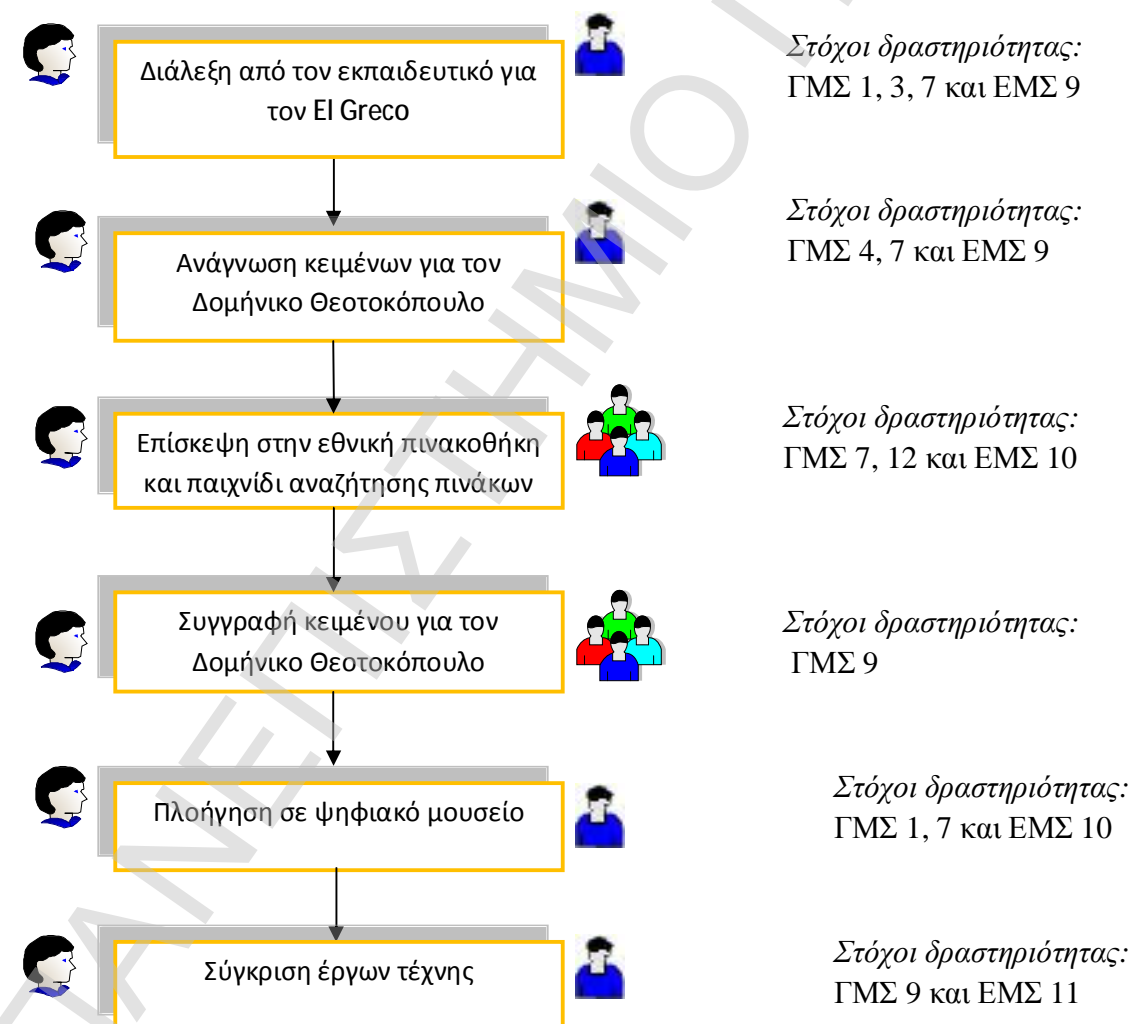 Διάλεξη από τον εκπαιδευτικό για
τον El Greco
Στόχοι δραστηριότητας:
ΓΜΣ 1, 3, 7 και ΕΜΣ 9
Ανάγνωση κειμένων για τον
Δομήνικο Θεοτοκόπουλο
Στόχοι δραστηριότητας:
ΓΜΣ 4, 7 και ΕΜΣ 9
Επίσκεψη στην εθνική πινακοθήκη
και παιχνίδι αναζήτησης πινάκων
Στόχοι δραστηριότητας:
ΓΜΣ 7, 12 και ΕΜΣ 10
Συγγραφή κειμένου για τον
Δομήνικο Θεοτοκόπουλο
Στόχοι δραστηριότητας:
ΓΜΣ 9
Πλοήγηση σε ψηφιακό μουσείο
Στόχοι δραστηριότητας:
ΓΜΣ 1, 7 και ΕΜΣ 10
Σύγκριση έργων τέχνης
Στόχοι δραστηριότητας:
ΓΜΣ 9 και ΕΜΣ 11
ΠΑΝΕΠΙΣΤΗΜΙΟ